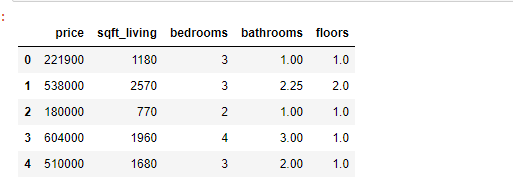 :
price sqft_living bedrooms bathrooms floors
0 221900 1180 3 1.00 1.0
1 538000 2570 3 2.25 2.0
2 180000 770 2 1.00 1.0
3 604000 1960 4 3.00 1.0
4 510000 1680 3 2.00 1.0